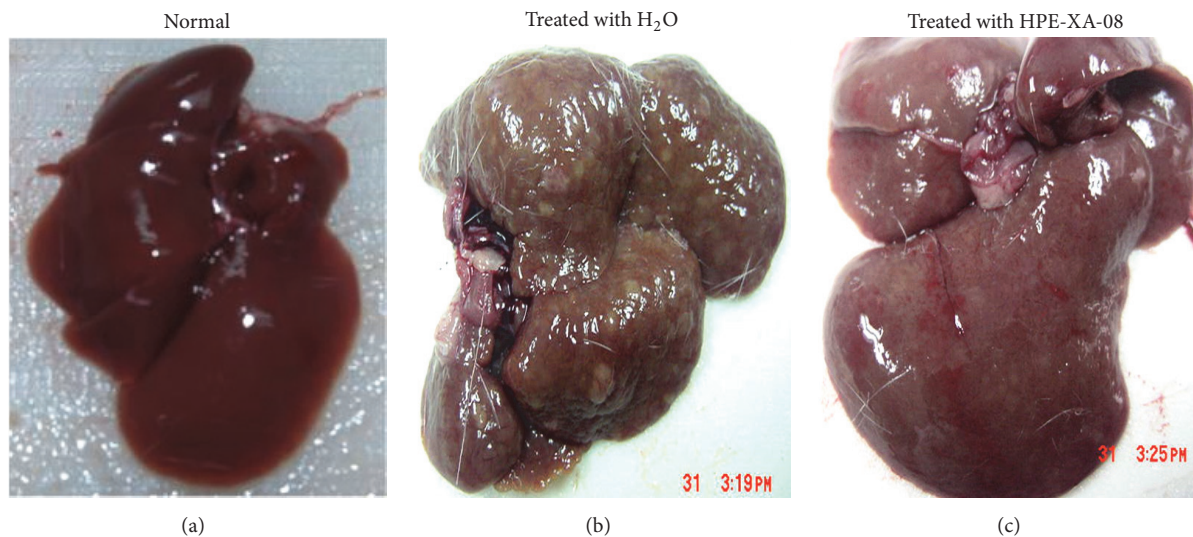 Normal
Treated with H₂O
Treated with HPE-XA-08
31 3:19PM
31 3:25PM
(a)
(b)
(c)